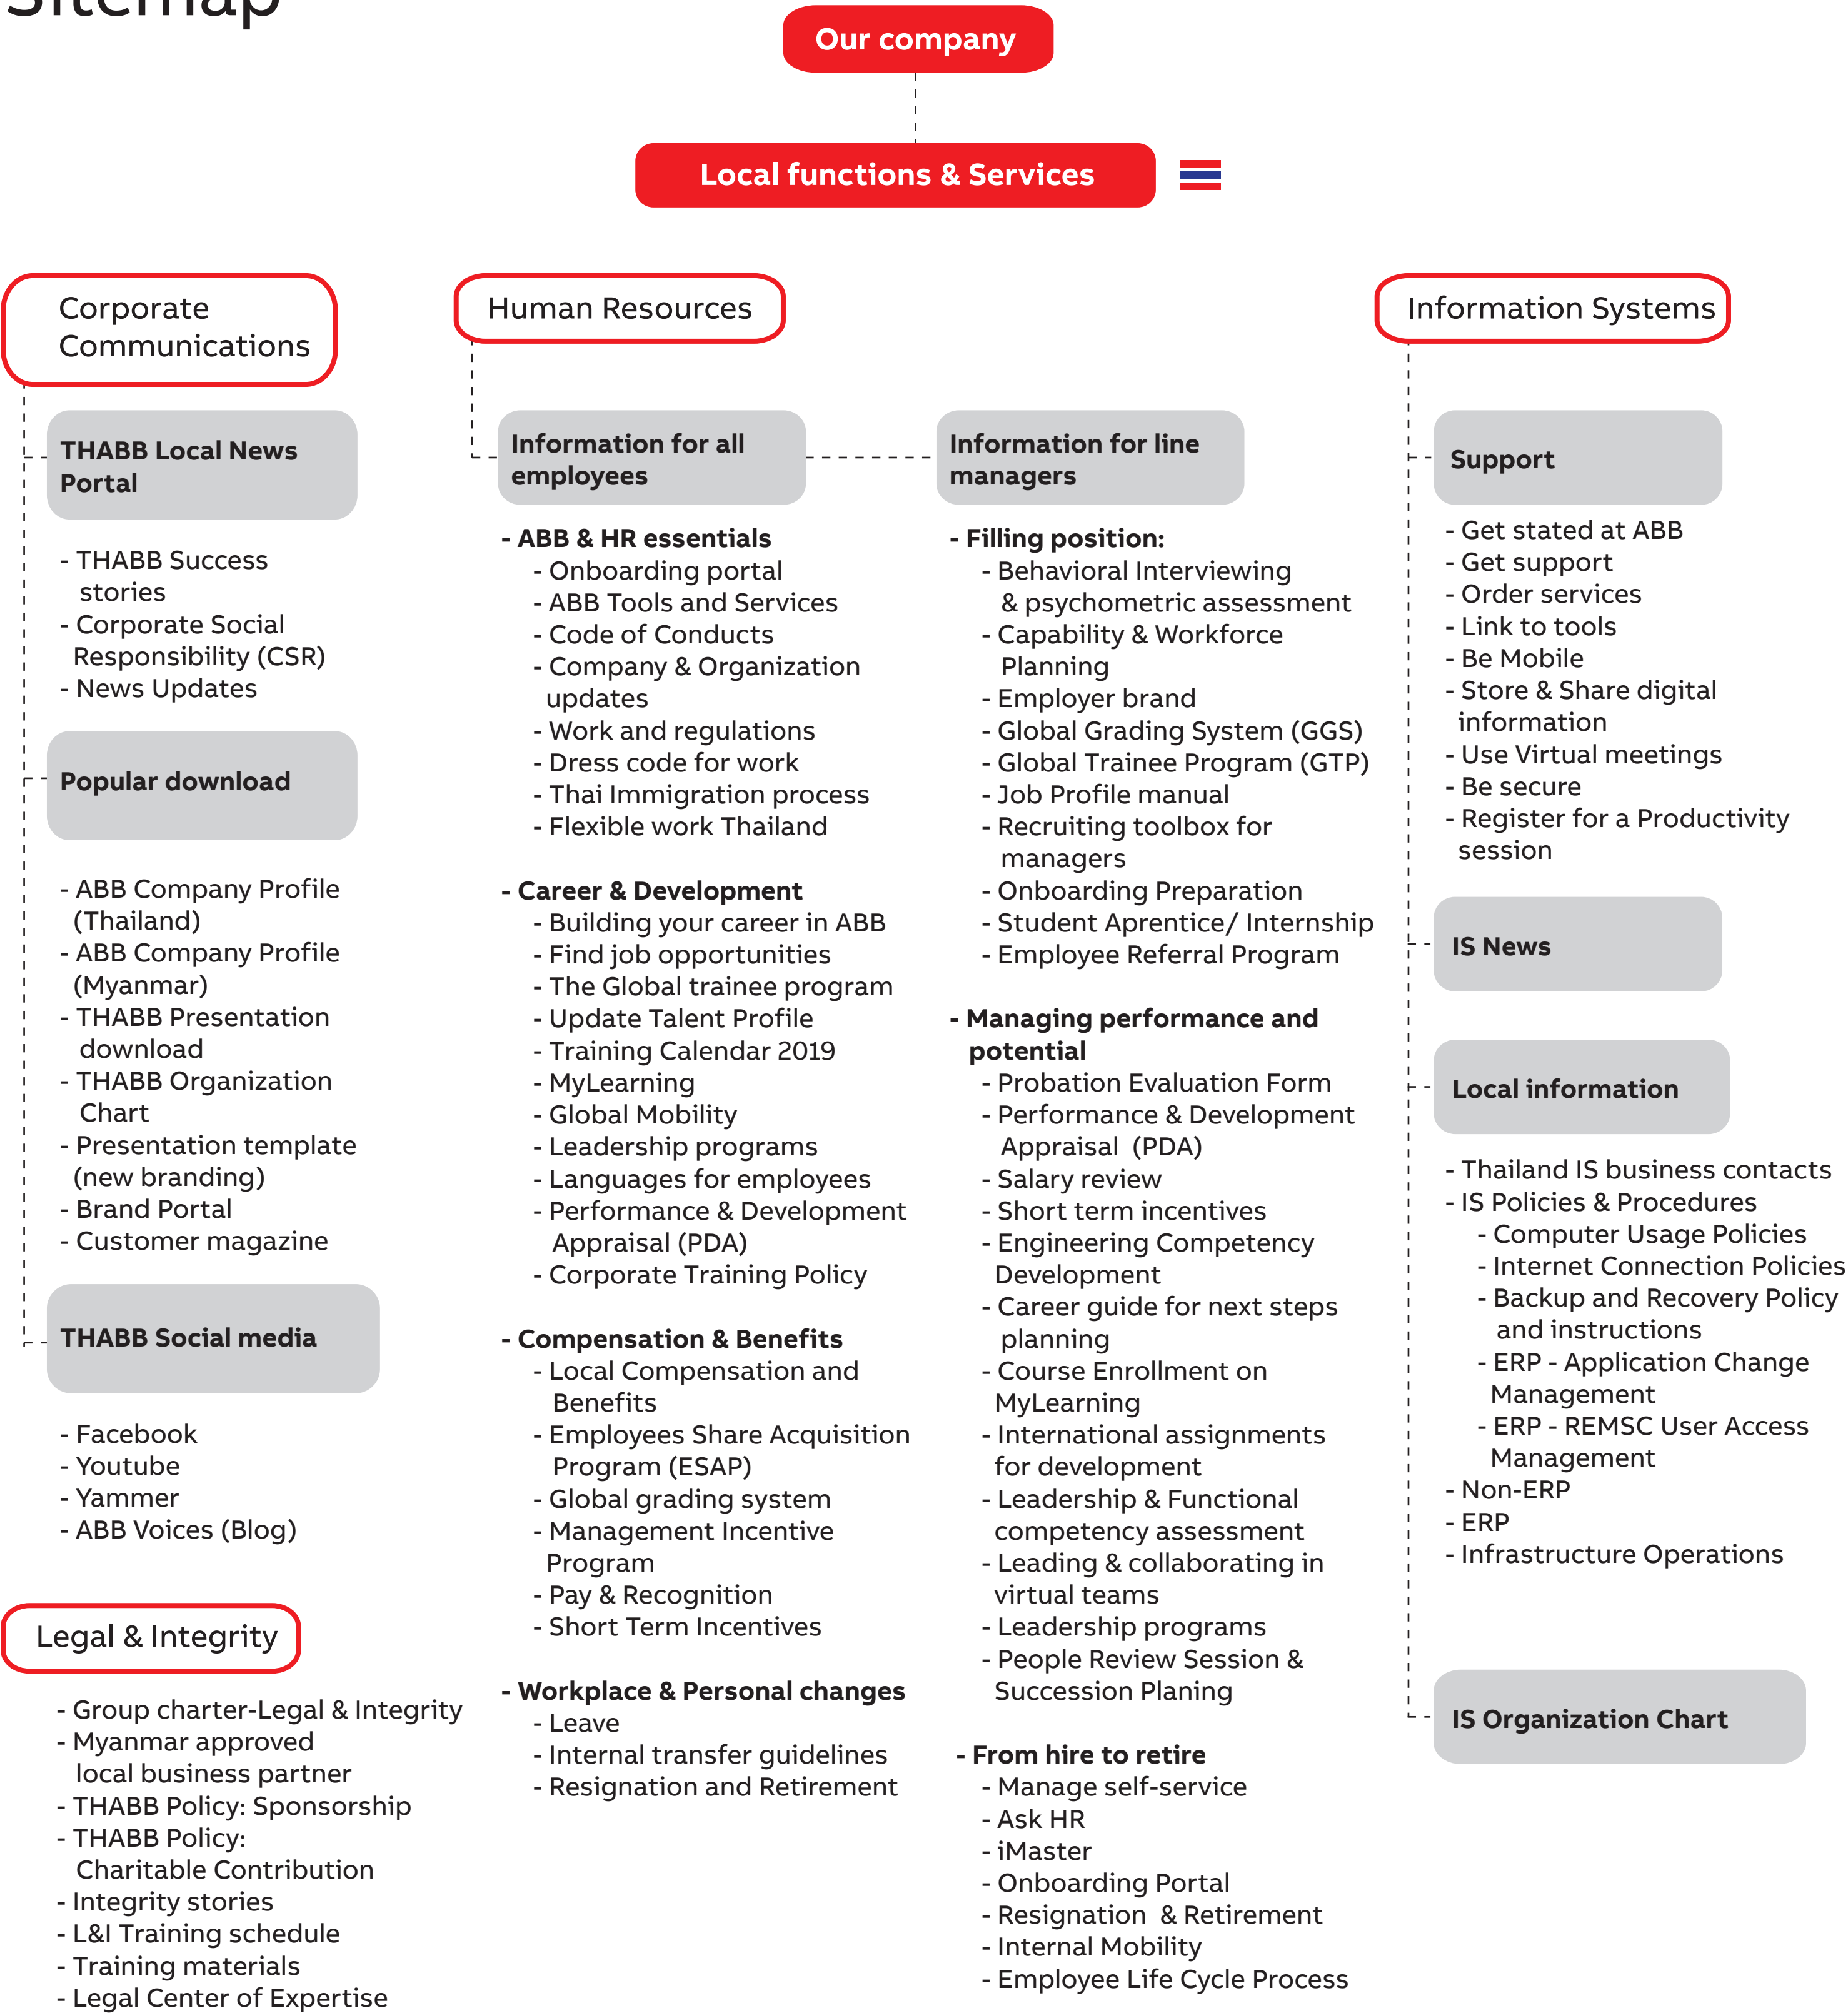 Sitemap
Our company
Local functions & Services
Corporate
Communications
THABB Local News
Portal
- THABB Success
stories
- Corporate Social
Responsibility (CSR)
- News Updates
Popular download
- ABB Company Profile
(Thailand)
- ABB Company Profile
(Myanmar)
- THABB Presentation
download
- THABB Organization
Chart
- Presentation template
(new branding)
- Brand Portal
- Customer magazine
THABB Social media
- Facebook
- Youtube
- Yammer
- ABB Voices (Blog)
Legal & Integrity
- Group charter-Legal & Integrity
- Myanmar approved
local business partner
- THABB Policy: Sponsorship
- THABB Policy:
Charitable Contribution
- Integrity stories
- L&I Training schedule
- Training materials
- Legal Center of Expertise
Human Resources
Information for all
employees
- ABB & HR essentials
- Onboarding portal
- ABB Tools and Services
- Code of Conducts
- Company & Organization
updates
- Work and regulations
- Dress code for work
- Thai Immigration process
- Flexible work Thailand
- Career & Development
- Building your career in ABB
- Find job opportunities
- The Global trainee program
- Update Talent Profile
- Training Calendar 2019
- MyLearning
- Global Mobility
- Leadership programs
- Languages for employees
- Performance & Development
Appraisal (PDA)
- Corporate Training Policy
- Compensation & Benefits
- Local Compensation and
Benefits
- Employees Share Acquisition
Program (ESAP)
- Global grading system
- Management Incentive
Program
- Pay & Recognition
- Short Term Incentives
- Workplace & Personal changes
- Leave
- Internal transfer guidelines
- Resignation and Retirement
Information for line
managers
- Filling position:
- Behavioral Interviewing
& psychometric assessment
- Capability & Workforce
Planning
- Employer brand
- Global Grading System (GGS)
- Global Trainee Program (GTP)
- Job Profile manual
- Recruiting toolbox for
managers
- Onboarding Preparation
- Student Aprentice/ Internship
- Employee Referral Program
- Managing performance and
potential
- Probation Evaluation Form
- Performance & Development
Appraisal (PDA)
- Salary review
- Short term incentives
- Engineering Competency
Development
- Career guide for next steps
planning
- Course Enrollment on
MyLearning
- International assignments
for development
- Leadership & Functional
competency assessment
- Leading & collaborating in
virtual teams
- Leadership programs
- People Review Session &
Succession Planing
- From hire to retire
- Manage self-service
- Ask HR
- iMaster
- Onboarding Portal
- Resignation & Retirement
- Internal Mobility
- Employee Life Cycle Process
Information Systems
Support
- Get stated at ABB
- Get support
- Order services
- Link to tools
- Be Mobile
- Store & Share digital
information
- Use Virtual meetings
- Be secure
- Register for a Productivity
session
IS News
Local information
- Thailand IS business contacts
- IS Policies & Procedures
- Computer Usage Policies
- Internet Connection Policies
- Backup and Recovery Policy
and instructions
- ERP - Application Change
Management
- ERP - REMSC User Access
Management
- Non-ERP
- ERP
- Infrastructure Operations
IS Organization Chart